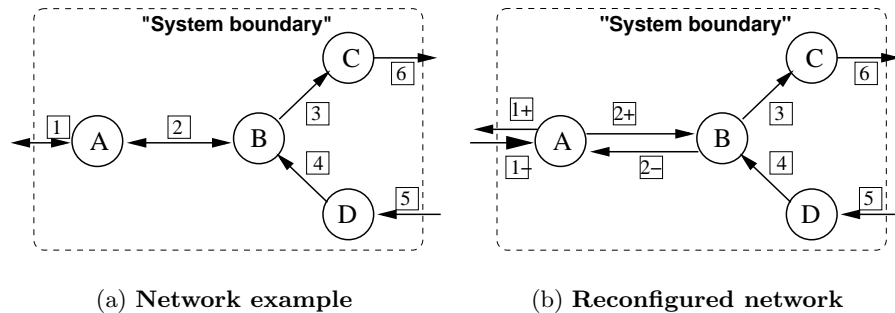 "System boundary"
C
6
1
2
3
A
B
4
5
D
(a) Network example
"System boundary"
C
6
1+
2+
3
A
B
1−
2−
4
5
D
(b) Reconfigured network